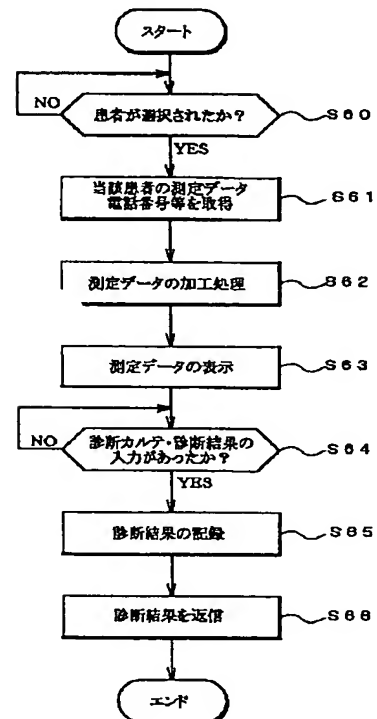 スタート
患者が選択されたか？
S60
NO
YES
当該患者の測定データ
電話番号等を取得
S61
測定データの加工処理
S62
測定データの表示
S63
診断カルテ・診断結果の
入力があったか？
S64
NO
YES
診断結果の記録
S65
診断結果を返信
S66
エンド